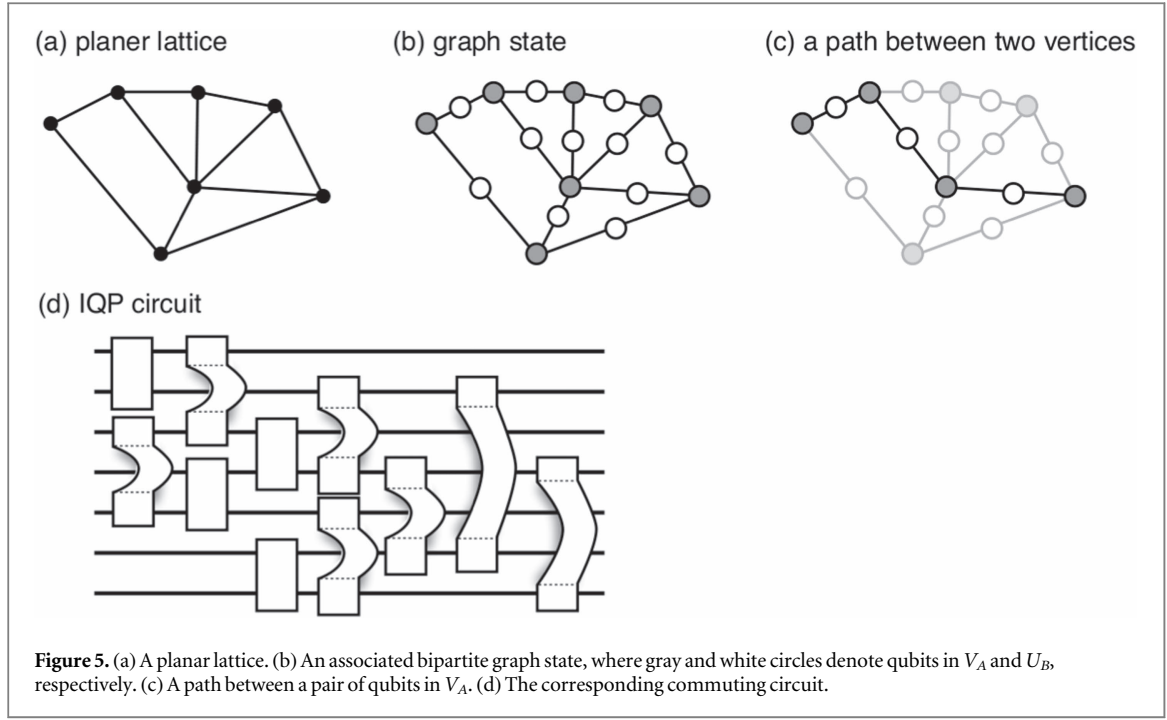 (a) planer lattice
(b) graph state
(c) a path between two vertices
(d) IQP circuit
Figure 5. (a) A planar lattice. (b) An associated bipartite graph state, where gray and white circles denote qubits in V_A and U_B,
respectively. (c) A path between a pair of qubits in V_A. (d) The corresponding commuting circuit.